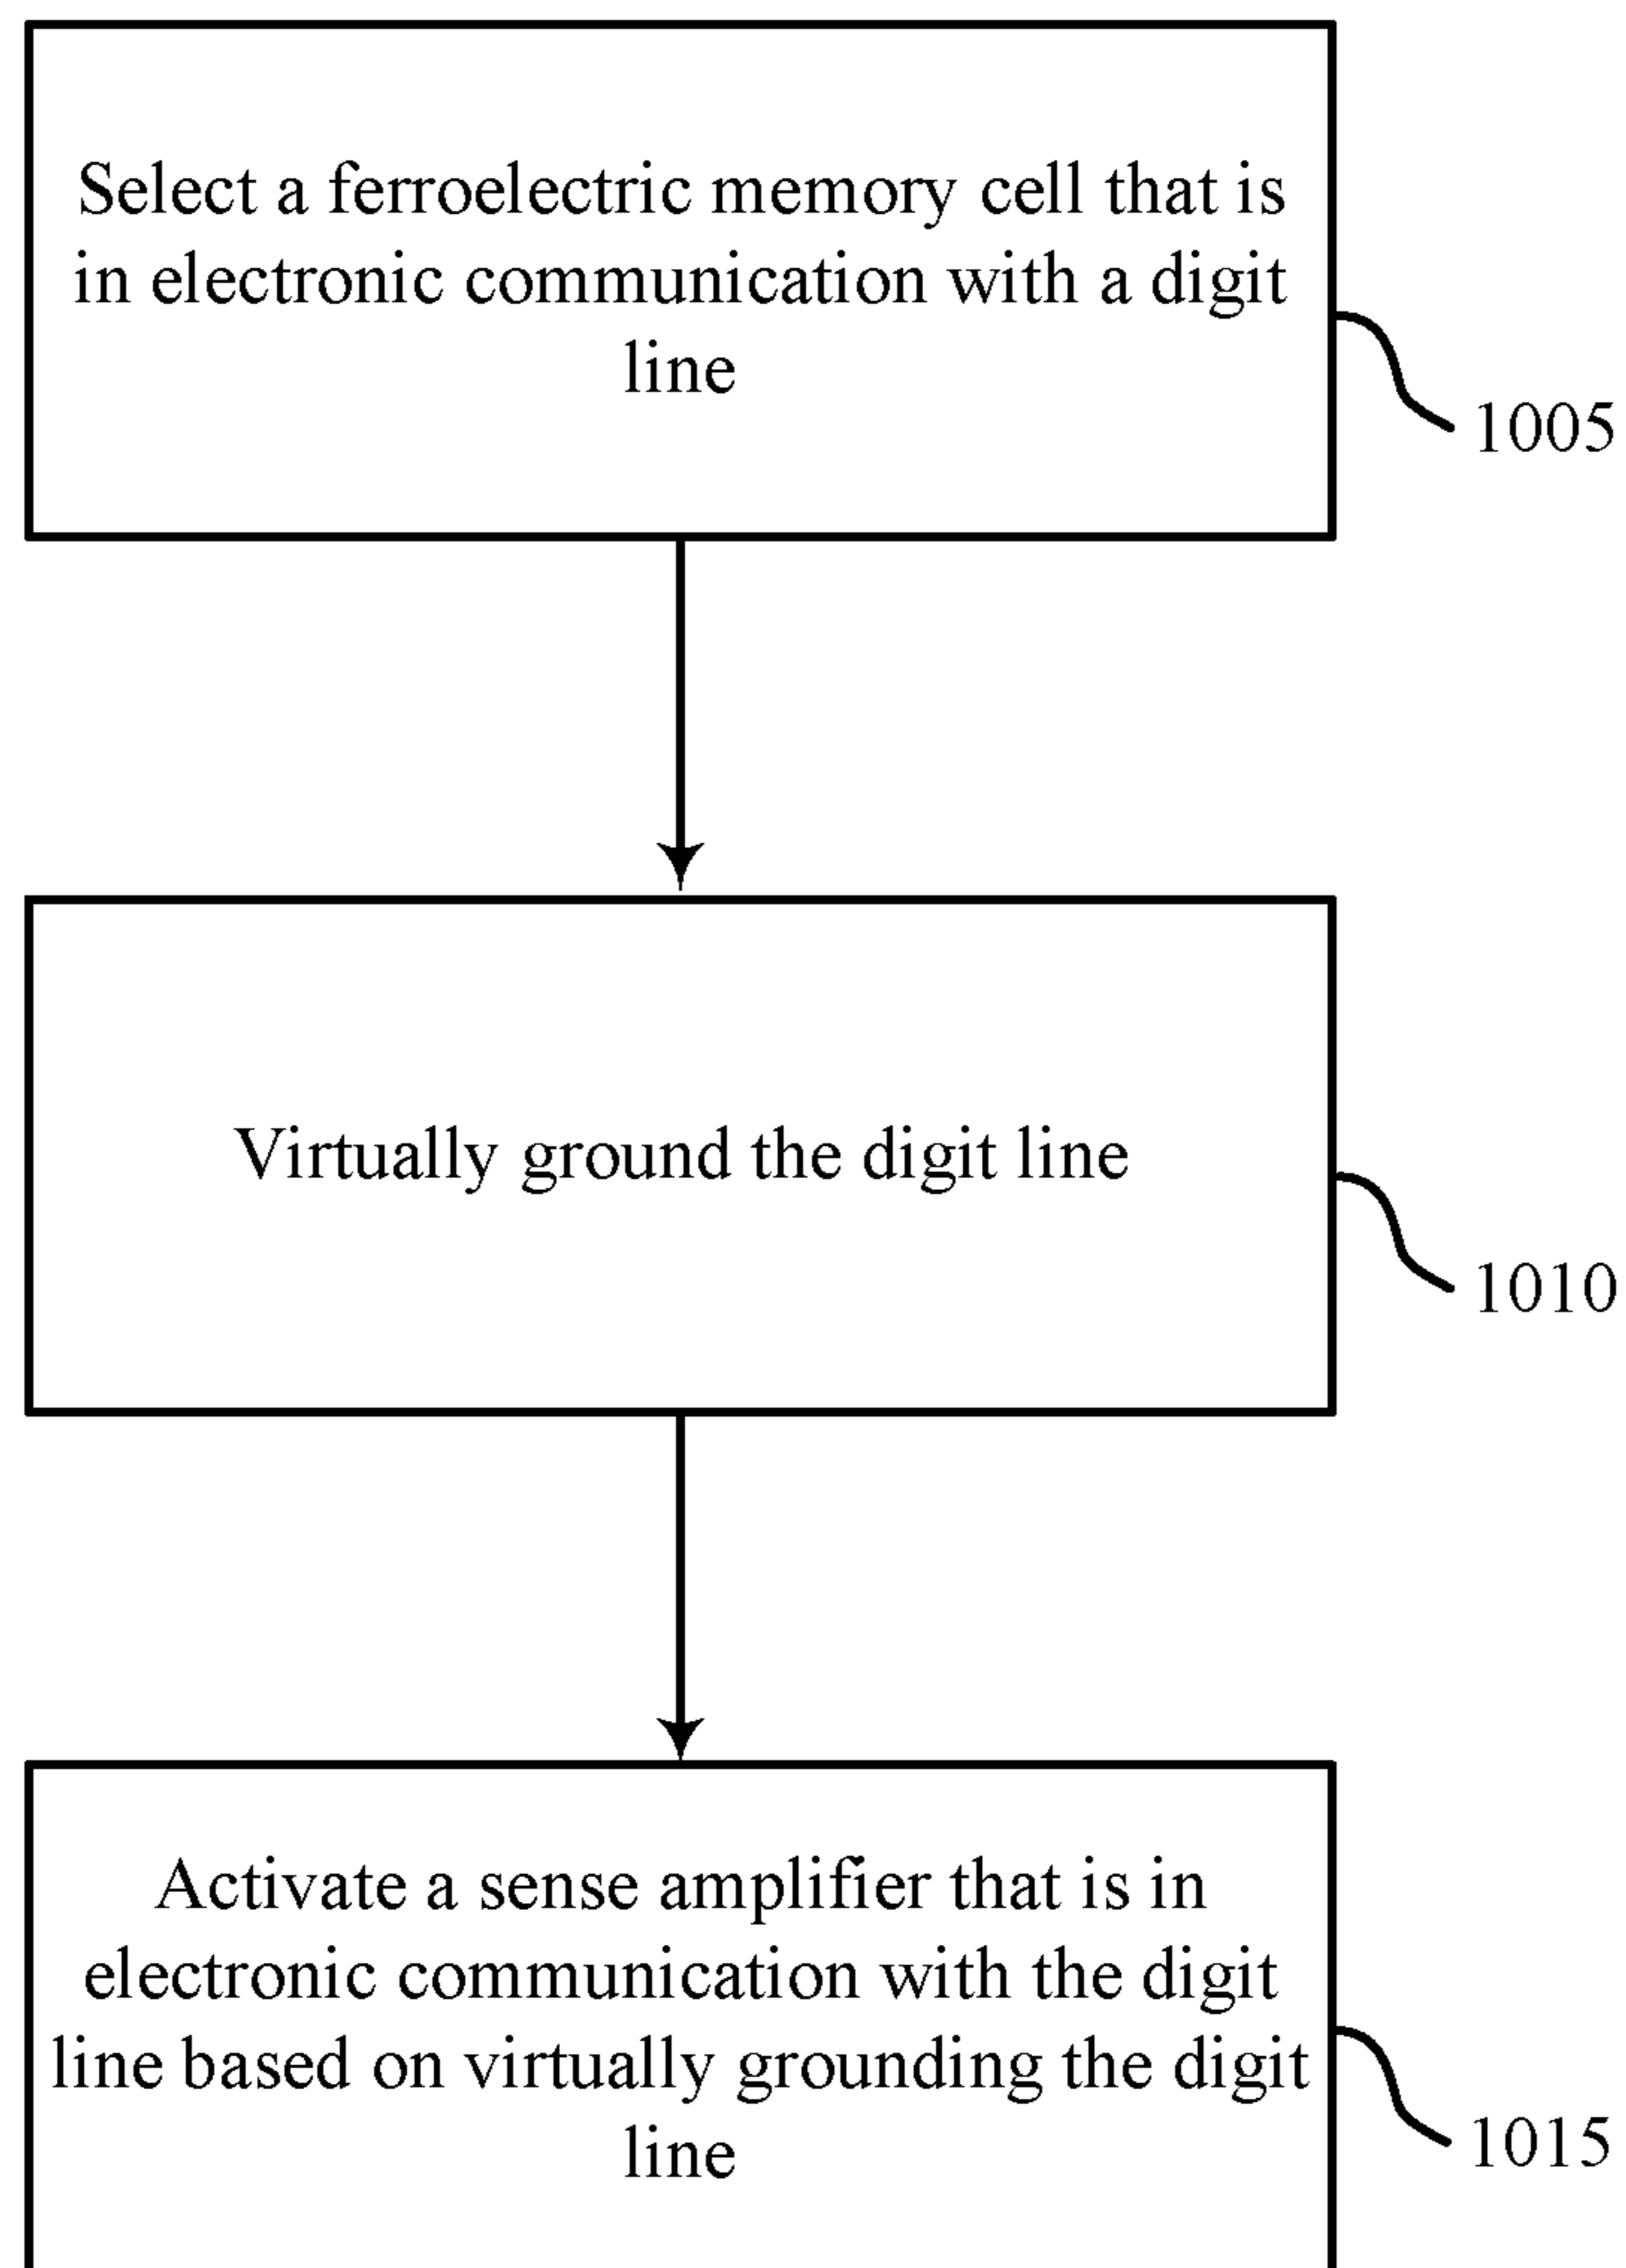 Select a ferroelectric memory cell that is
in electronic communication with a digit
line
1005
Virtually ground the digit line
1010
Activate a sense amplifier that is in
electronic communication with the digit
line based on virtually grounding the digit
line
1015